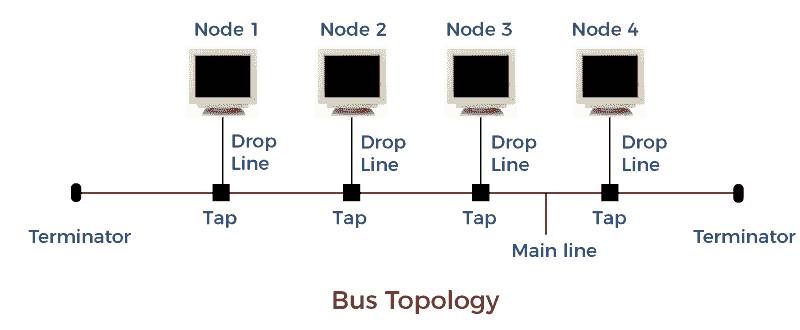 Node 1
Node 2
Node 3
Node 4
Drop
Line
Drop
Line
Drop
Line
Drop
Line
Tap
Tap
Tap
Tap
Terminator
Main line
Terminator
Bus Topology